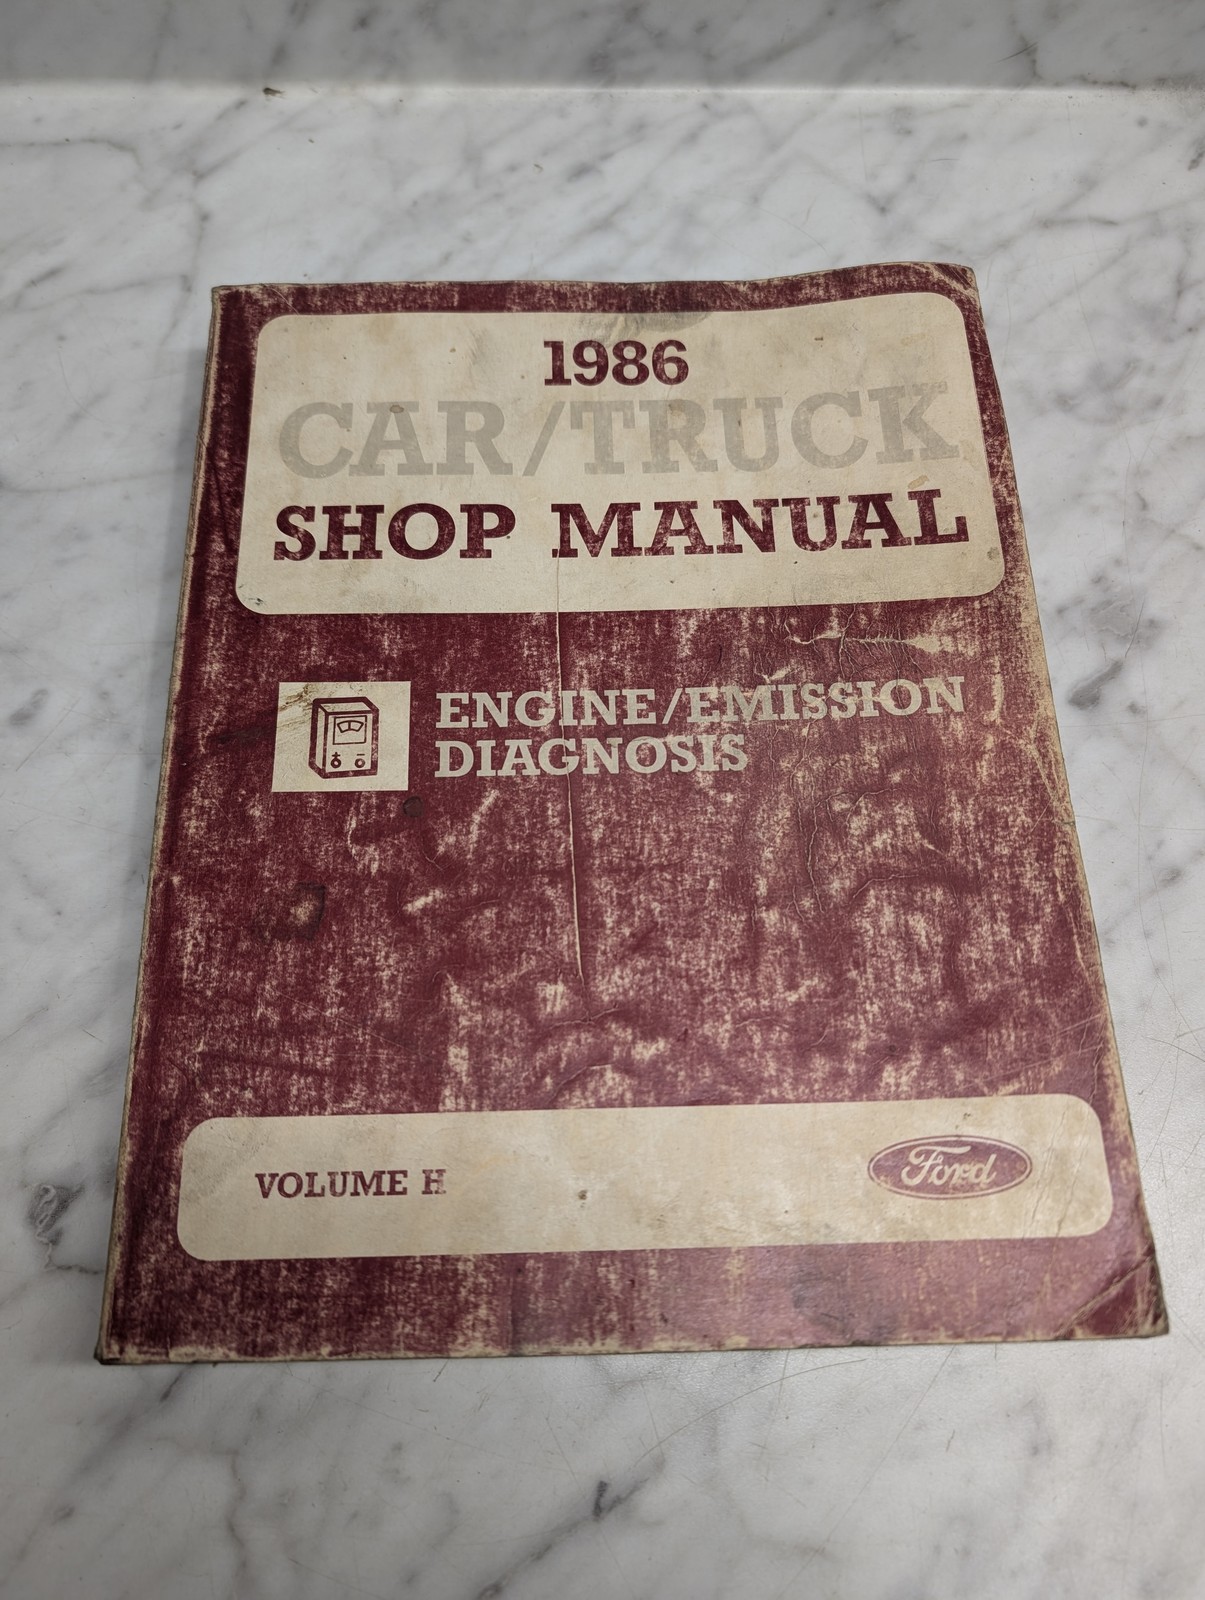 1986
CAR/TRUCK
SHOP MANUAL
ENGINE/EMISSION
DIAGNOSIS
VOLUME H
Ford